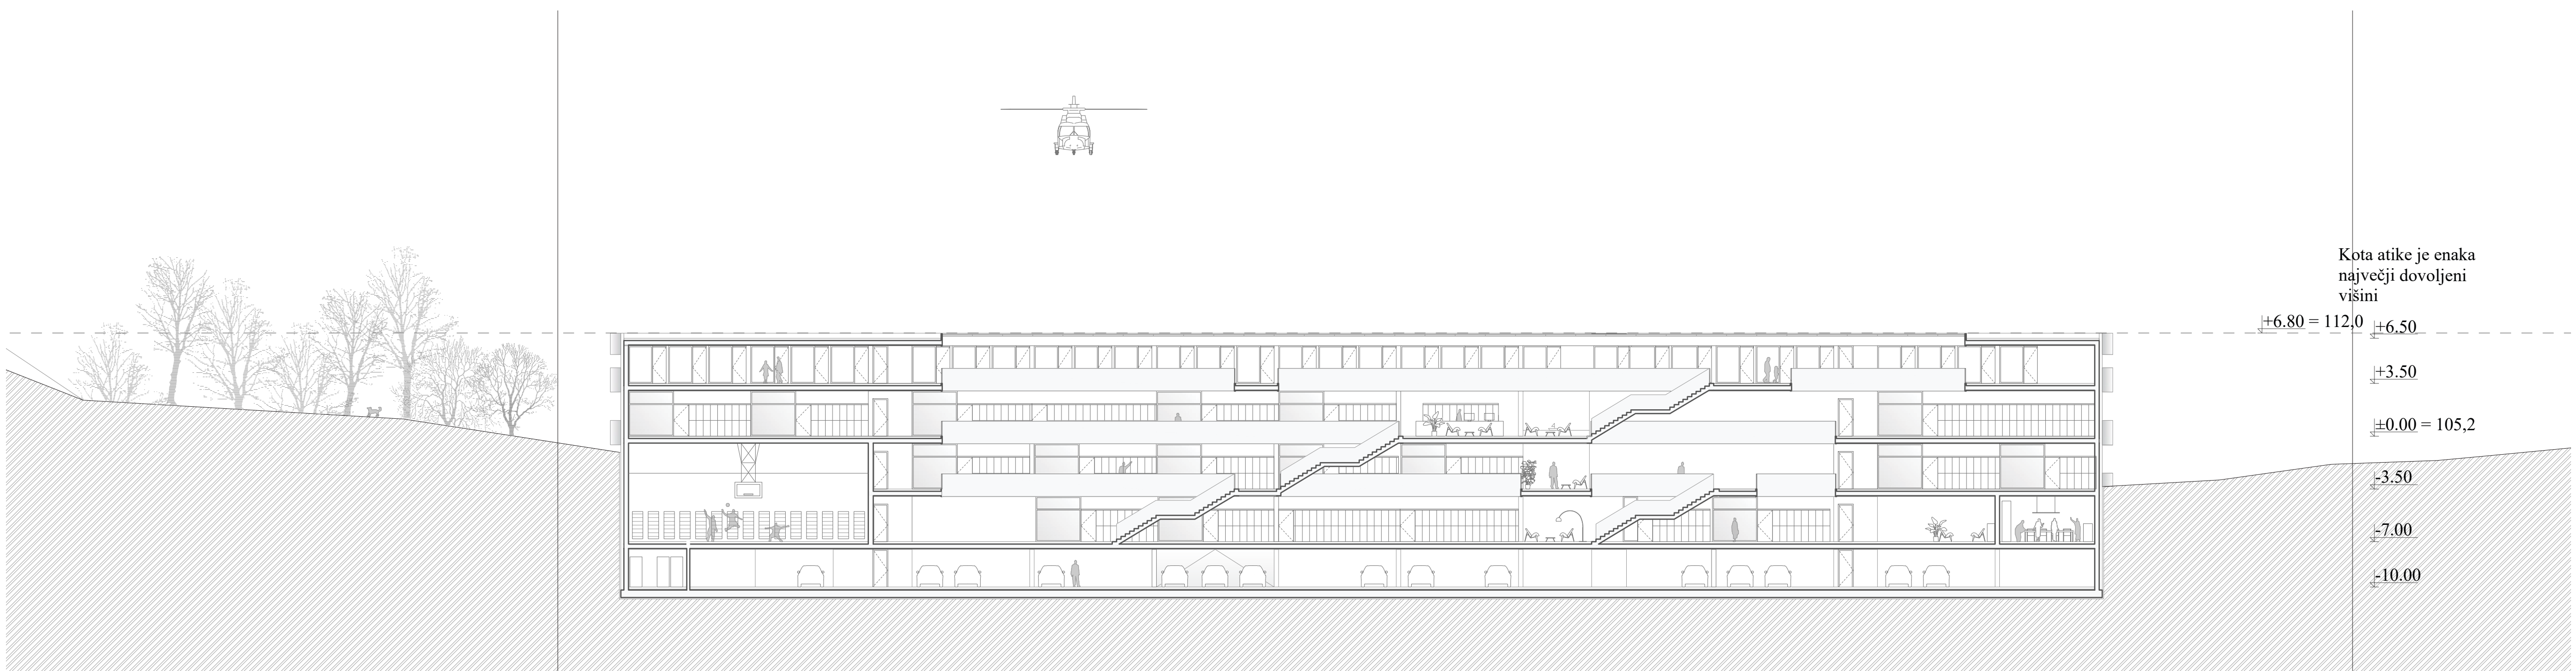 Kota atike je enaka
največji dovoljeni
višini
+6.80 = 112,0
+6.50
+3.50
±0.00 = 105,2
-3.50
-7.00
-10.00